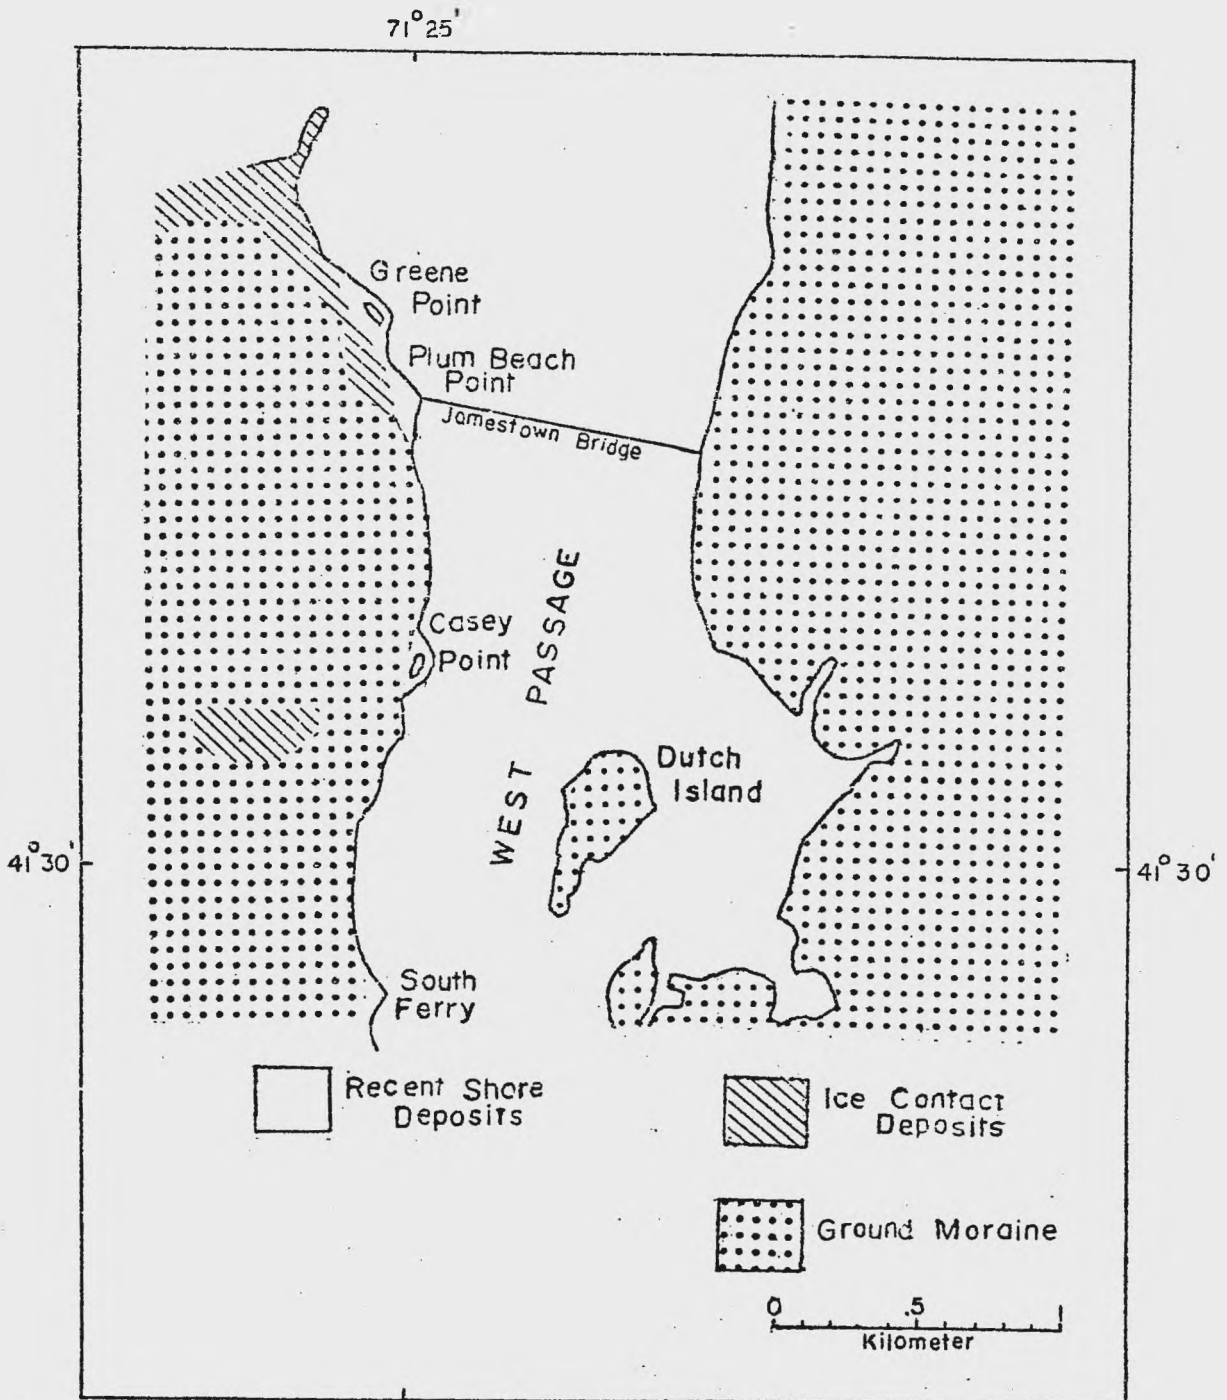 71°25'
Greene
Point
Plum Beach
Point
Jamestown Bridge
Casey
Point
WEST PASSAGE
Dutch
Island
41°30'
41°30'
South
Ferry
Recent Shore
Deposits
Ice Contact
Deposits
Ground Moraine
0 .5 1
Kilometer